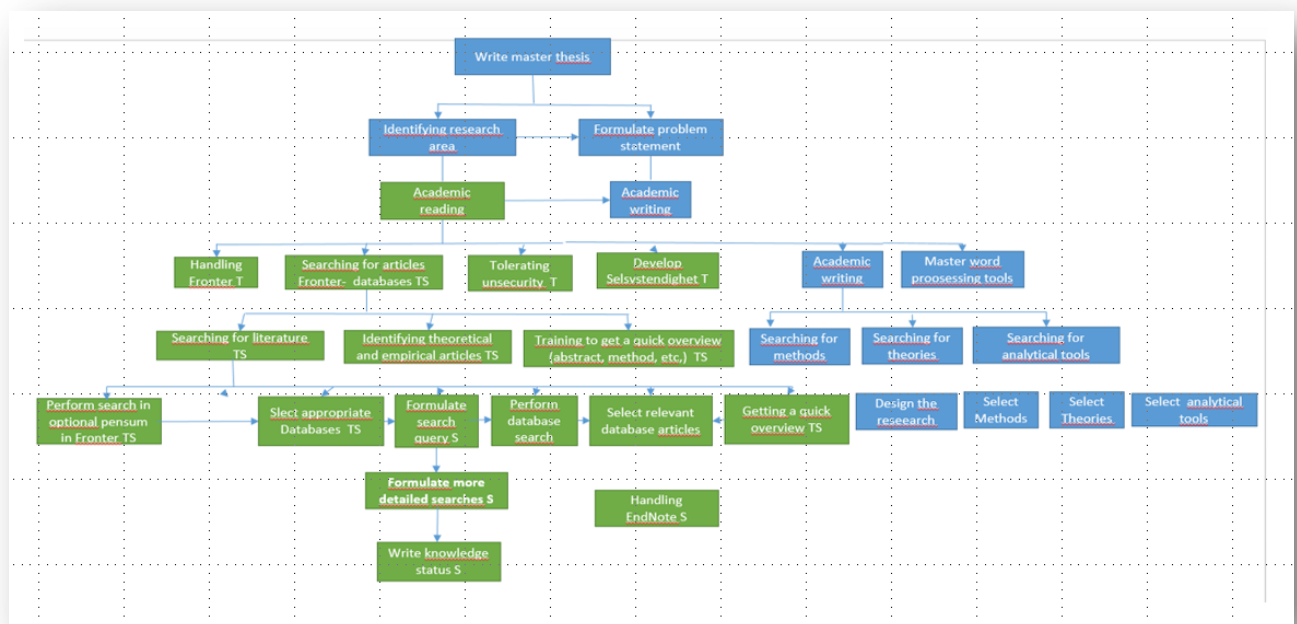 Write master thesis
Identifying research
area
Formulate problem
statement
Academic
reading
Academic
writing
Handling
Fronter T
Searching for articles
Fronter- databases TS
Tolerating
unsecurity T
Develop
Selsvstendighet T
Academic
writing
Master word
proosessing tools
Searching for literature
TS
Identifying theoretical
and empirical articles TS
Training to get a quick overview
(abstract, method, etc,) TS
Searching for
methods
Searching for
theories
Searching for
analytical tools
Perform search in
optional pensum
in Fronter TS
Slect appropriate
Databases TS
Formulate
search
query S
Perform
database
search
Select relevant
database articles
Getting a quick
overview TS
Design the
reseearch
Select
Methods
Select
Theories
Select analytical
tools
Formulate more
detailed searches S
Handling
EndNote S
Write knowledge
status S